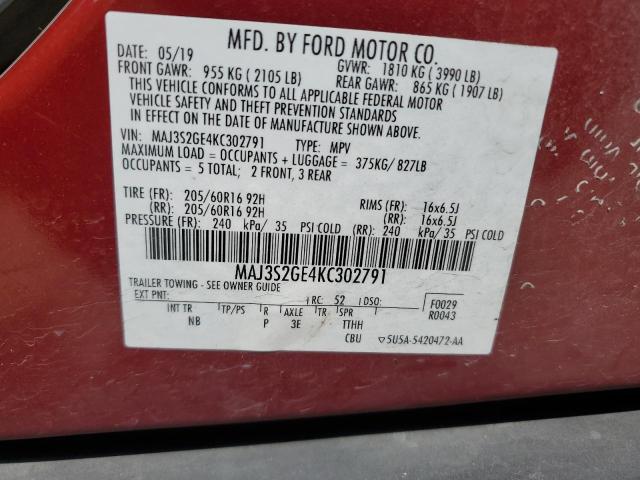 MFD. BY FORD MOTOR CO.
DATE: 05/19
GVWR: 1810 KG ( 3990 LB)
FRONT GAWR: 955 KG ( 2105 LB)
REAR GAWR: 865 KG ( 1907 LB)
THIS VEHICLE CONFORMS TO ALL APPLICABLE FEDERAL MOTOR
VEHICLE SAFETY AND THEFT PREVENTION STANDARDS
IN EFFECT ON THE DATE OF MANUFACTURE SHOWN ABOVE.
VIN: MAJ3S2GE4KC302791 TYPE: MPV
MAXIMUM LOAD = OCCUPANTS + LUGGAGE = 375KG/ 827LB
OCCUPANTS = 5 TOTAL; 2 FRONT, 3 REAR
TIRE (FR): 205/60R16 92H RIMS (FR): 16x6.5J
(RR): 205/60R16 92H (RR): 16x6.5J
PRESSURE (FR): 240 kPa/ 35 PSI COLD (RR): 240 kPa/ 35 PSI COLD
MAJ3S2GE4KC302791
TRAILER TOWING - SEE OWNER GUIDE
EXT PNT: RC: 52 DSO: F0029
R0043
INT TR TP/PS R AXLE TR SPR
NB P 3E TTHH
CBU 5U5A-5420472-AA